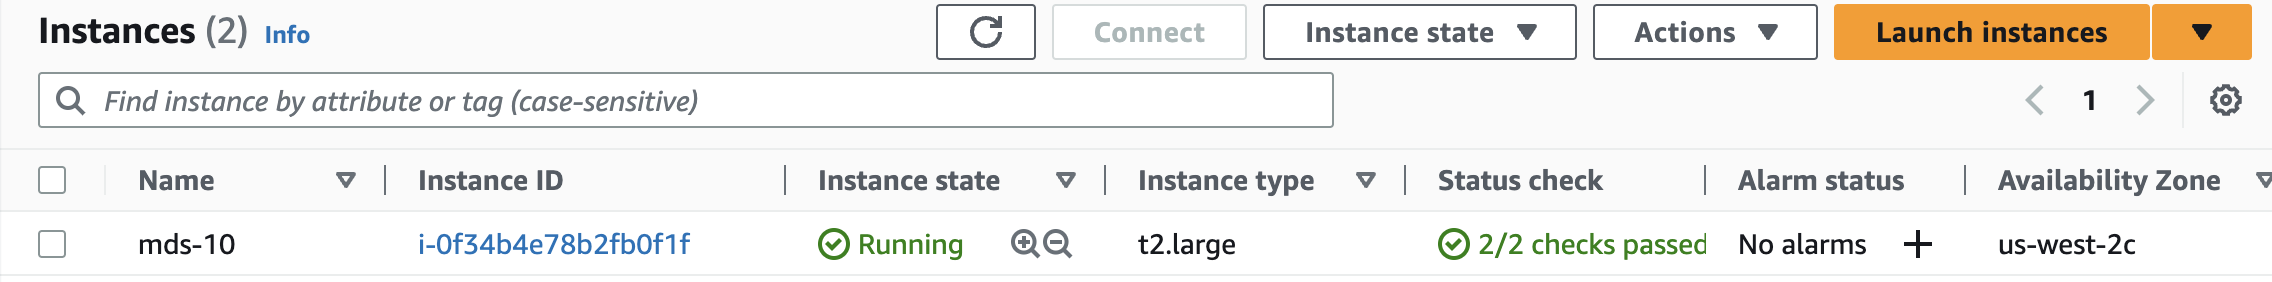 Instances (2) Info Connect Instance state Actions Launch instances
Find instance by attribute or tag (case-sensitive) 1
Name Instance ID Instance state Instance type Status check Alarm status Availability Zone
mds-10 i-0f34b4e78b2fb0f1f Running t2.large 2/2 checks passed No alarms us-west-2c